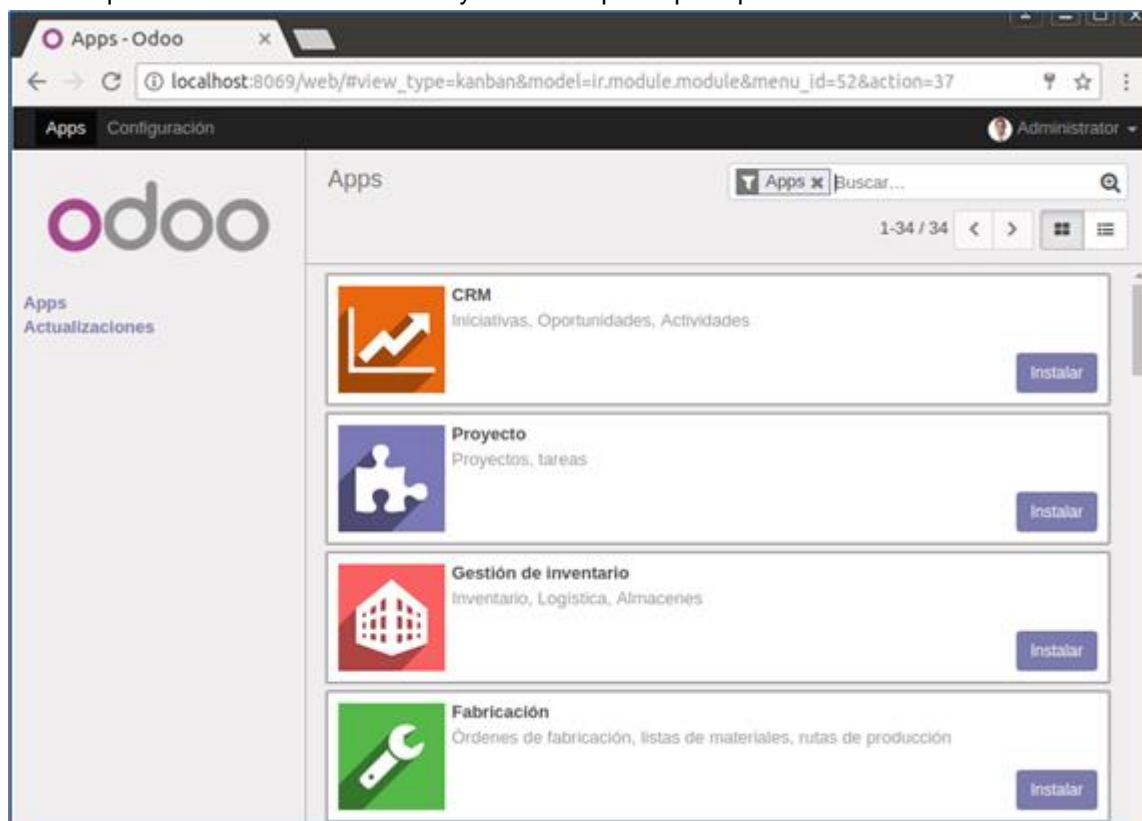 Apps - Odoo
localhost:8069/web/#view_type=kanban&model=ir.module.module&menu_id=52&action=37
Apps Configuración Administrator
odoo
Apps
Actualizaciones
Apps
Apps Buscar...
1-34 / 34
CRM
Iniciativas, Oportunidades, Actividades
Instalar
Proyecto
Proyectos, tareas
Instalar
Gestión de inventario
Inventario, Logística, Almacenes
Instalar
Fabricación
Órdenes de fabricación, listas de materiales, rutas de producción
Instalar